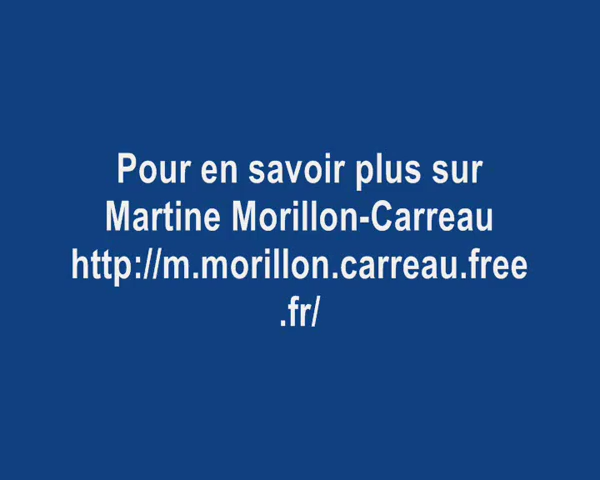 Pour en savoir plus sur
Martine Morillon-Carreau
http://m.morillon.carreau.free
.fr/